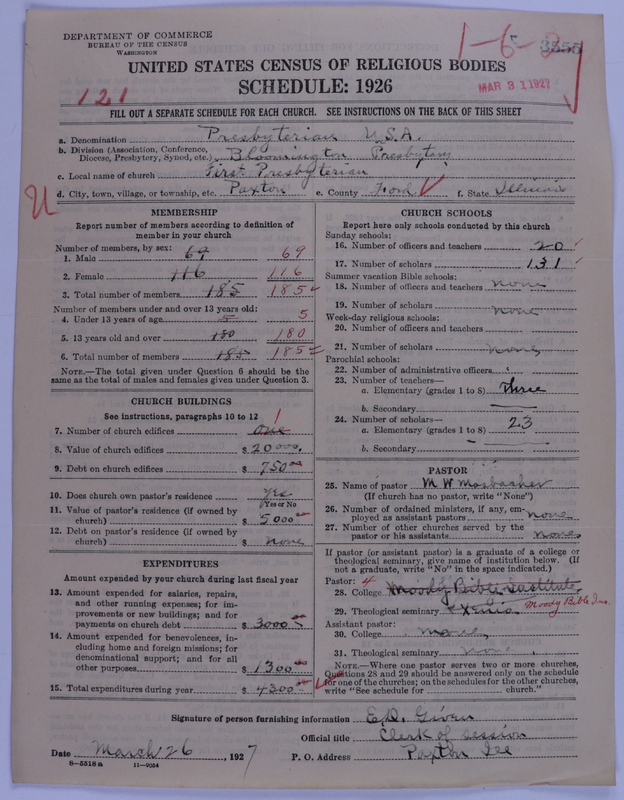 DEPARTMENT OF COMMERCE
BUREAU OF THE CENSUS
WASHINGTON
1-6-2
3555
MAR 31 1927
UNITED STATES CENSUS OF RELIGIOUS BODIES
SCHEDULE: 1926
121
FILL OUT A SEPARATE SCHEDULE FOR EACH CHURCH. SEE INSTRUCTIONS ON THE BACK OF THIS SHEET
a. Denomination Presbyterian U.S.A.
b. Division (Association, Conference, Diocese, Presbytery, Synod, etc.) Bloomington Presbytery
c. Local name of church First Presbyterian
d. City, town, village, or township, etc. Paxton e. County Ford f. State Illinois
U
MEMBERSHIP
Report number of members according to definition of
member in your church
Number of members, by sex:
1. Male 69 69
2. Female 116 116
3. Total number of members 185 185
Number of members under and over 13 years old:
4. Under 13 years of age 5 5
5. 13 years old and over 180 180
6. Total number of members 185 185
NOTE.—The total given under Question 6 should be
same as the total of males and females given under Question 3.
CHURCH BUILDINGS
See instructions, paragraphs 10 to 12
7. Number of church edifices one 1
8. Value of church edifices $ 20000.
9. Debt on church edifices $ 750 00
10. Does church own pastor's residence yes
Yes or No
11. Value of pastor's residence (if owned by
church) $ 5000
12. Debt on pastor's residence (if owned by
church) $ none
EXPENDITURES
Amount expended by your church during last fiscal year
13. Amount expended for salaries, repairs,
and other running expenses; for im-
provements or new buildings; and for
payments on church debt $ 3000
14. Amount expended for benevolences, in-
cluding home and foreign missions; for
denominational support; and for all
other purposes $ 1300 00
15. Total expenditures during year $ 4300
CHURCH SCHOOLS
Report here only schools conducted by this church
Sunday schools:
16. Number of officers and teachers 20
17. Number of scholars 131
Summer vacation Bible schools:
18. Number of officers and teachers none
19. Number of scholars none
Week-day religious schools:
20. Number of officers and teachers
21. Number of scholars none
Parochial schools:
22. Number of administrative officers
23. Number of teachers—
a. Elementary (grades 1 to 8) three
b. Secondary
24. Number of scholars—
a. Elementary (grades 1 to 8) 23
b. Secondary
PASTOR
25. Name of pastor M W
(If church has no pastor, write "None")
26. Number of ordained ministers, if any, em-
ployed as assistant pastors none
27. Number of other churches served by the
pastor or his assistants none
If pastor (or assistant pastor) is a graduate of a college or
theological seminary, give name of institution below. (If
not a graduate, write "No" in the space indicated.)
Pastor: 4
28. College Moody Bible Institute
29. Theological seminary Moody Bible Ins.
Assistant pastor:
30. College none
31. Theological seminary none
NOTE.—Where one pastor serves two or more churches,
Questions 28 and 29 should be answered only on the schedule
for one of the churches; on the schedules for the other churches,
write "See schedule for church."
Signature of person furnishing information E.D. Given
Official title Clerk of session
Date March 26, 1927 P. O. Address Paxton Ill
8-5518a 11-9054